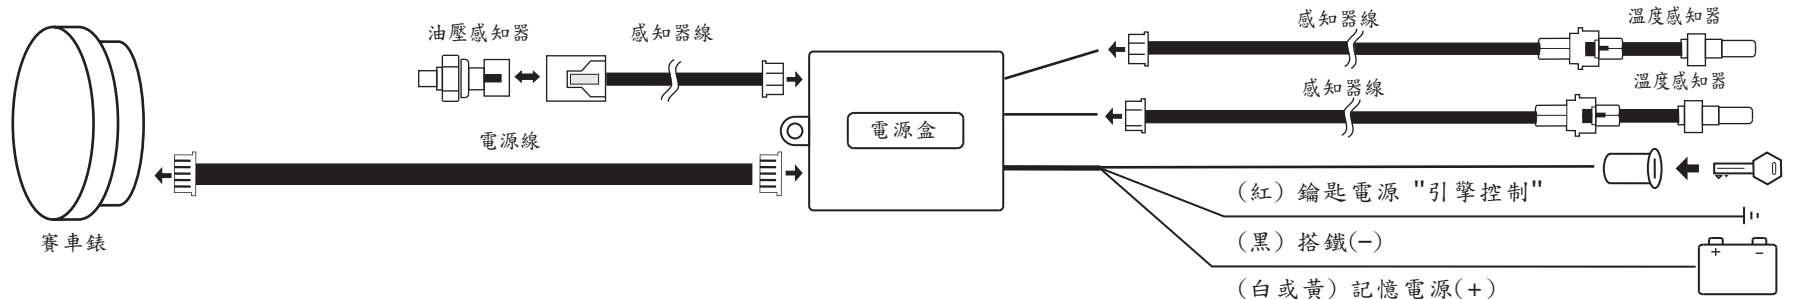 油壓感知器
感知器線
感知器線
溫度感知器
感知器線
溫度感知器
電源線
電源盒
賽車錶
(紅) 鑰匙電源 "引擎控制"
(黑) 搭鐵(−)
(白或黃) 記憶電源(+)
+ −